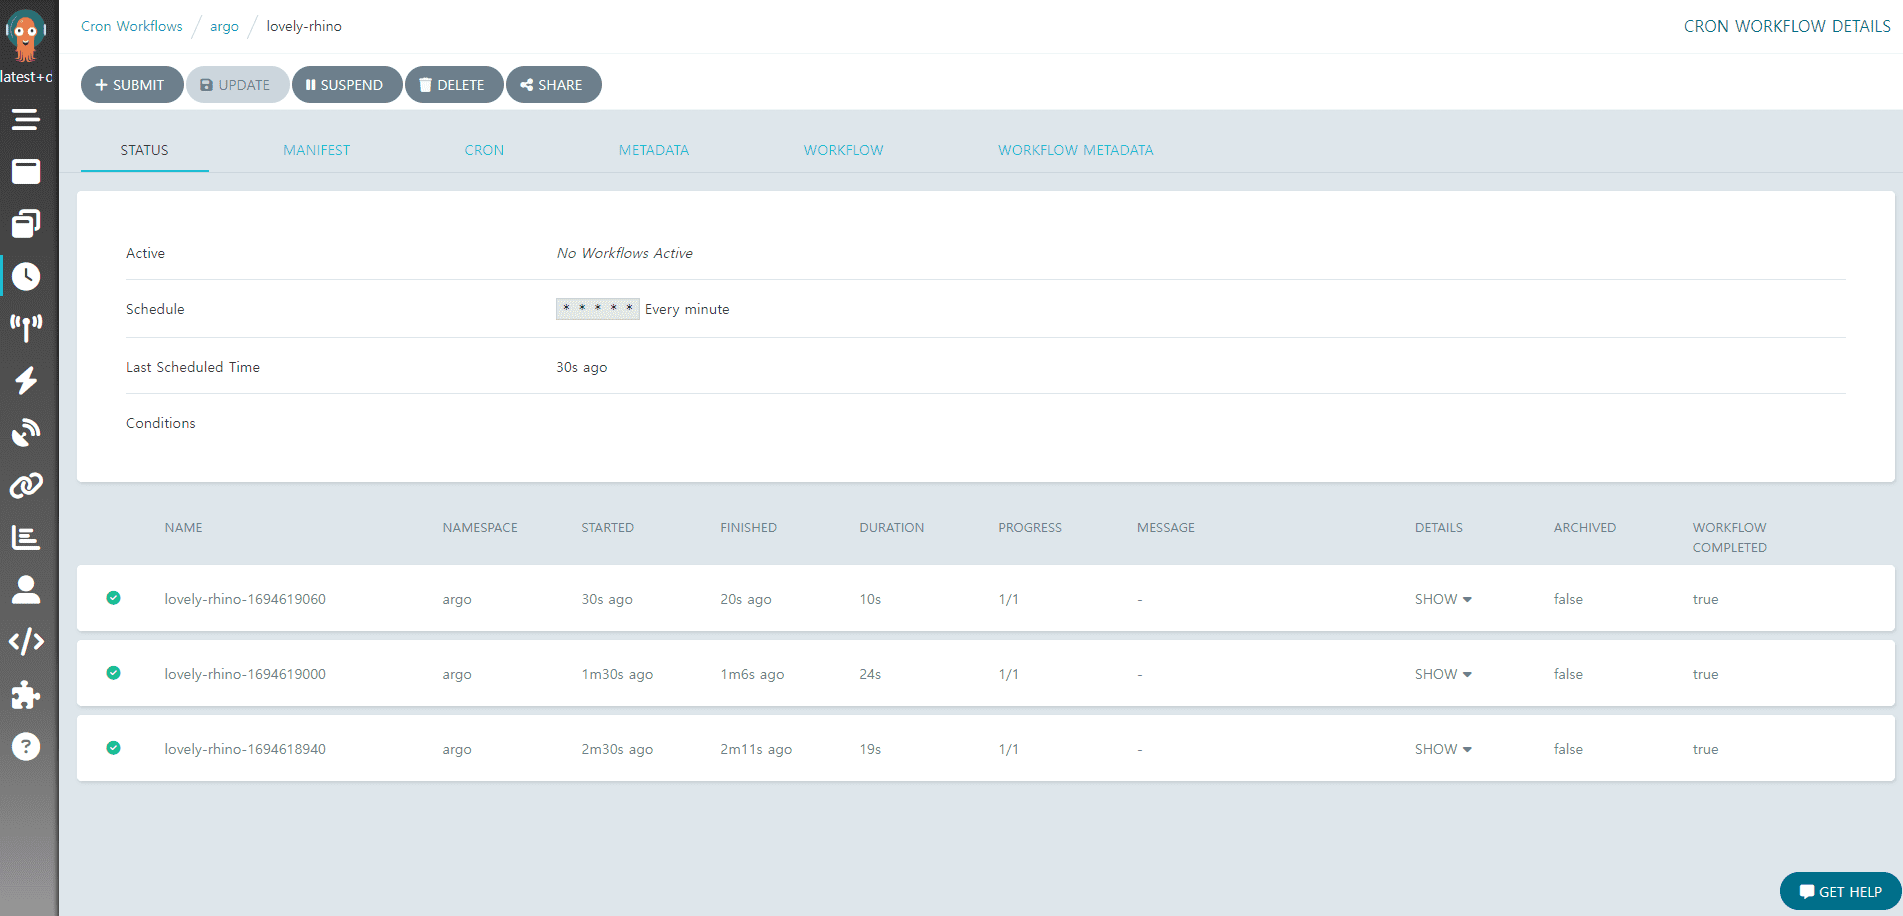 Cron Workflows / argo / lovely-rhino
CRON WORKFLOW DETAILS
latest+c
SUBMIT
UPDATE
SUSPEND
DELETE
SHARE
STATUS
MANIFEST
CRON
METADATA
WORKFLOW
WORKFLOW METADATA
Active No Workflows Active
Schedule * * * * * Every minute
Last Scheduled Time 30s ago
Conditions
NAME NAMESPACE STARTED FINISHED DURATION PROGRESS MESSAGE DETAILS ARCHIVED WORKFLOW
COMPLETED
lovely-rhino-1694619060 argo 30s ago 20s ago 10s 1/1 - SHOW false true
lovely-rhino-1694619000 argo 1m30s ago 1m6s ago 24s 1/1 - SHOW false true
lovely-rhino-1694618940 argo 2m30s ago 2m11s ago 19s 1/1 - SHOW false true
GET HELP